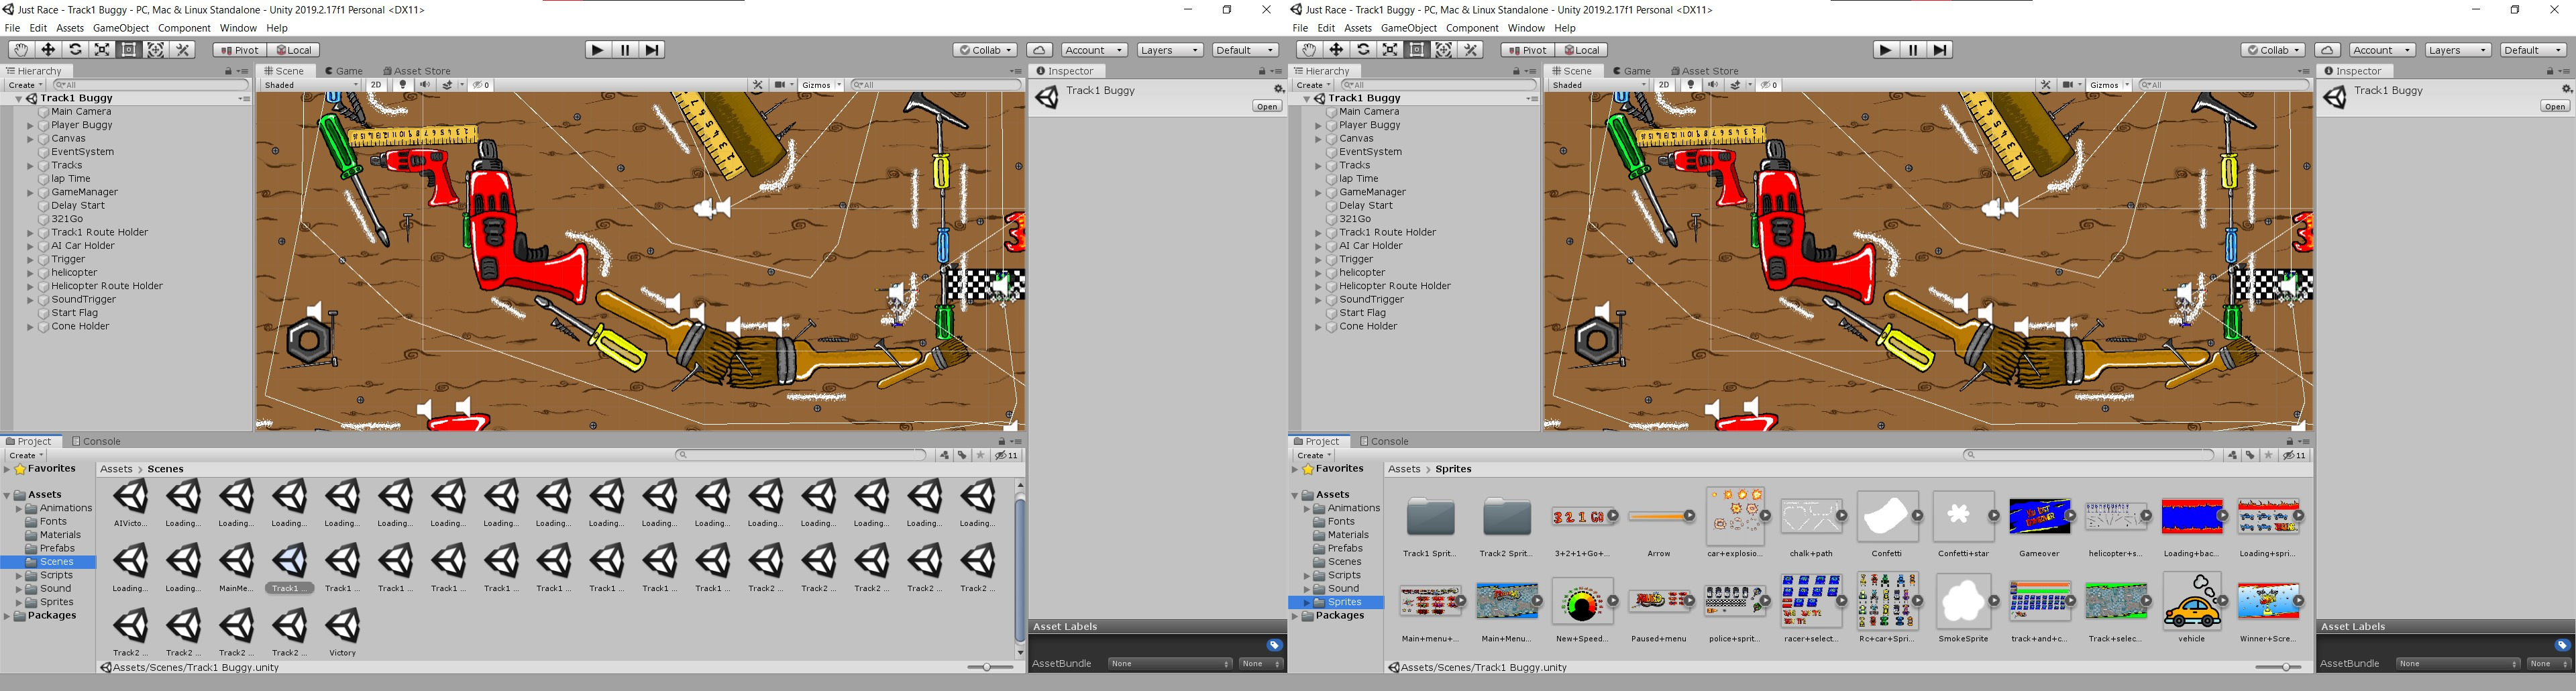 Just Race - Track1 Buggy - PC, Mac & Linux Standalone - Unity 2019.2.17f1 Personal <DX11>
File Edit Assets GameObject Component Window Help
Pivot Local Collab Account Layers Default
Hierarchy Scene Game Asset Store Inspector
Create All Shaded 2D 0 Gizmos All
Track1 Buggy
Open
Track1 Buggy
Main Camera
Player Buggy
Canvas
EventSystem
Tracks
lap Time
GameManager
Delay Start
321Go
Track1 Route Holder
AI Car Holder
Trigger
helicopter
Helicopter Route Holder
SoundTrigger
Start Flag
Cone Holder
Project Console
Create 11
Favorites
Assets
Animations
Fonts
Materials
Prefabs
Scenes
Scripts
Sound
Sprites
Packages
Assets > Scenes
AIVicto... Loading... Loading... Loading... Loading... Loading... Loading... Loading... Loading... Loading... Loading... Loading... Loading... Loading... Loading... Loading... Loading...
Loading... Loading... MainMe... Track1 ... Track1 ... Track1 ... Track1 ... Track1 ... Track1 ... Track1 ... Track1 ... Track1 ... Track2 ... Track2 ... Track2 ... Track2 ... Track2 ...
Track2 ... Track2 ... Track2 ... Track2 ... Victory
Assets/Scenes/Track1 Buggy.unity
Asset Labels
AssetBundle None None
Just Race - Track1 Buggy - PC, Mac & Linux Standalone - Unity 2019.2.17f1 Personal <DX11>
File Edit Assets GameObject Component Window Help
Pivot Local Collab Account Layers Default
Hierarchy Scene Game Asset Store Inspector
Create All Shaded 2D 0 Gizmos All
Track1 Buggy
Open
Track1 Buggy
Main Camera
Player Buggy
Canvas
EventSystem
Tracks
lap Time
GameManager
Delay Start
321Go
Track1 Route Holder
AI Car Holder
Trigger
helicopter
Helicopter Route Holder
SoundTrigger
Start Flag
Cone Holder
Project Console
Create 11
Favorites
Assets
Animations
Fonts
Materials
Prefabs
Scenes
Scripts
Sound
Sprites
Packages
Assets > Sprites
3 2 1 GO
Track1 Sprit... Track2 Sprit... 3+2+1+Go+... Arrow car+explosio... chalk+path Confetti Confetti+star Gameover helicopter+s... Loading+bac... Loading+spri...
Main+menu+... Main+Menu... New+Speed... Paused+menu police+sprit... racer+select... Rc+car+Spri... SmokeSprite track+and+c... Track+selec... vehicle Winner+Scre...
Assets/Scenes/Track1 Buggy.unity
Asset Labels
AssetBundle None None